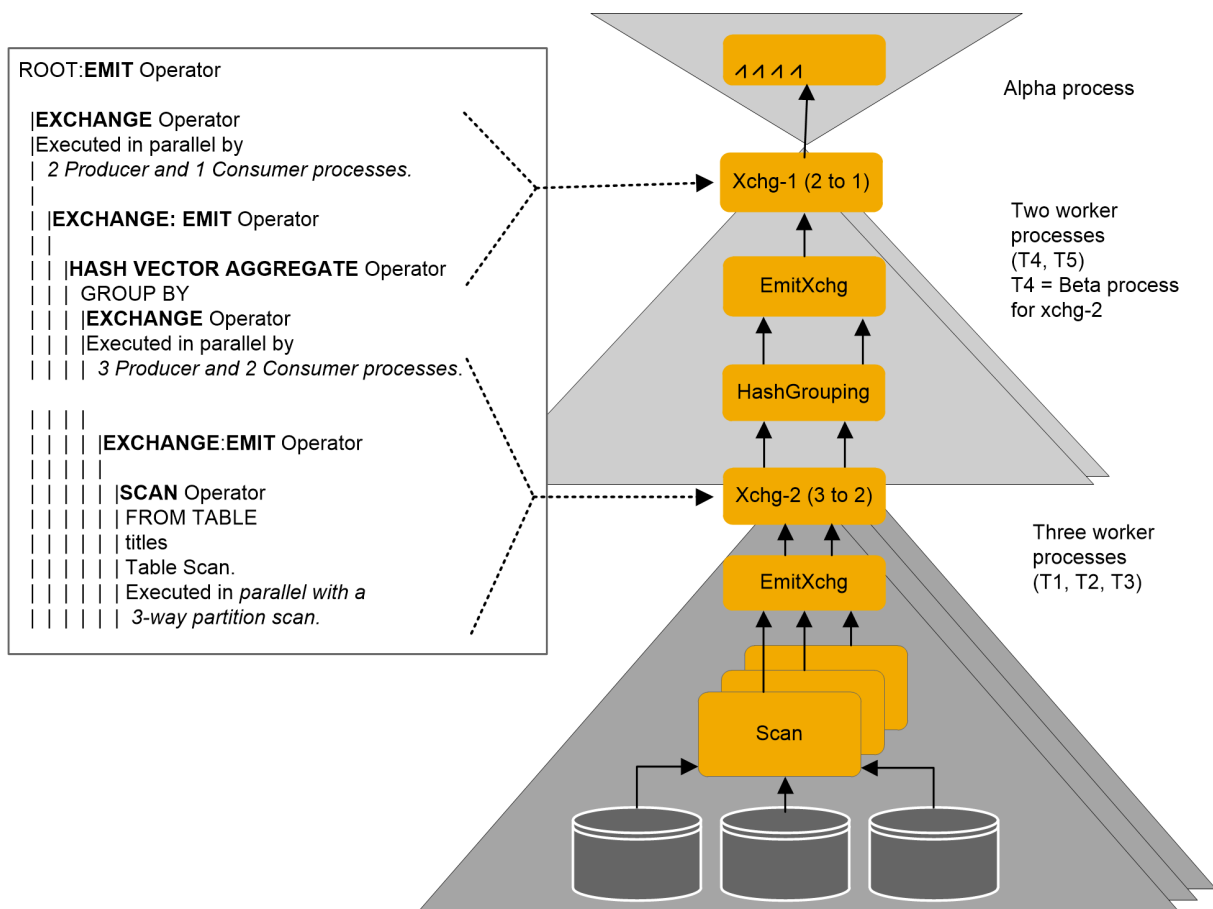 ROOT:EMIT Operator
|EXCHANGE Operator
|Executed in parallel by
| 2 Producer and 1 Consumer processes.
|
| |EXCHANGE: EMIT Operator
| |
| | |HASH VECTOR AGGREGATE Operator
| | | GROUP BY
| | | |EXCHANGE Operator
| | | |Executed in parallel by
| | | | 3 Producer and 2 Consumer processes.
| | | |
| | | | |EXCHANGE:EMIT Operator
| | | | |
| | | | | |SCAN Operator
| | | | | | FROM TABLE
| | | | | | titles
| | | | | | Table Scan.
| | | | | | Executed in parallel with a
| | | | | | 3-way partition scan.
Alpha process
Xchg-1 (2 to 1)
Two worker
processes
(T4, T5)
T4 = Beta process
for xchg-2
EmitXchg
HashGrouping
Xchg-2 (3 to 2)
Three worker
processes
(T1, T2, T3)
EmitXchg
Scan